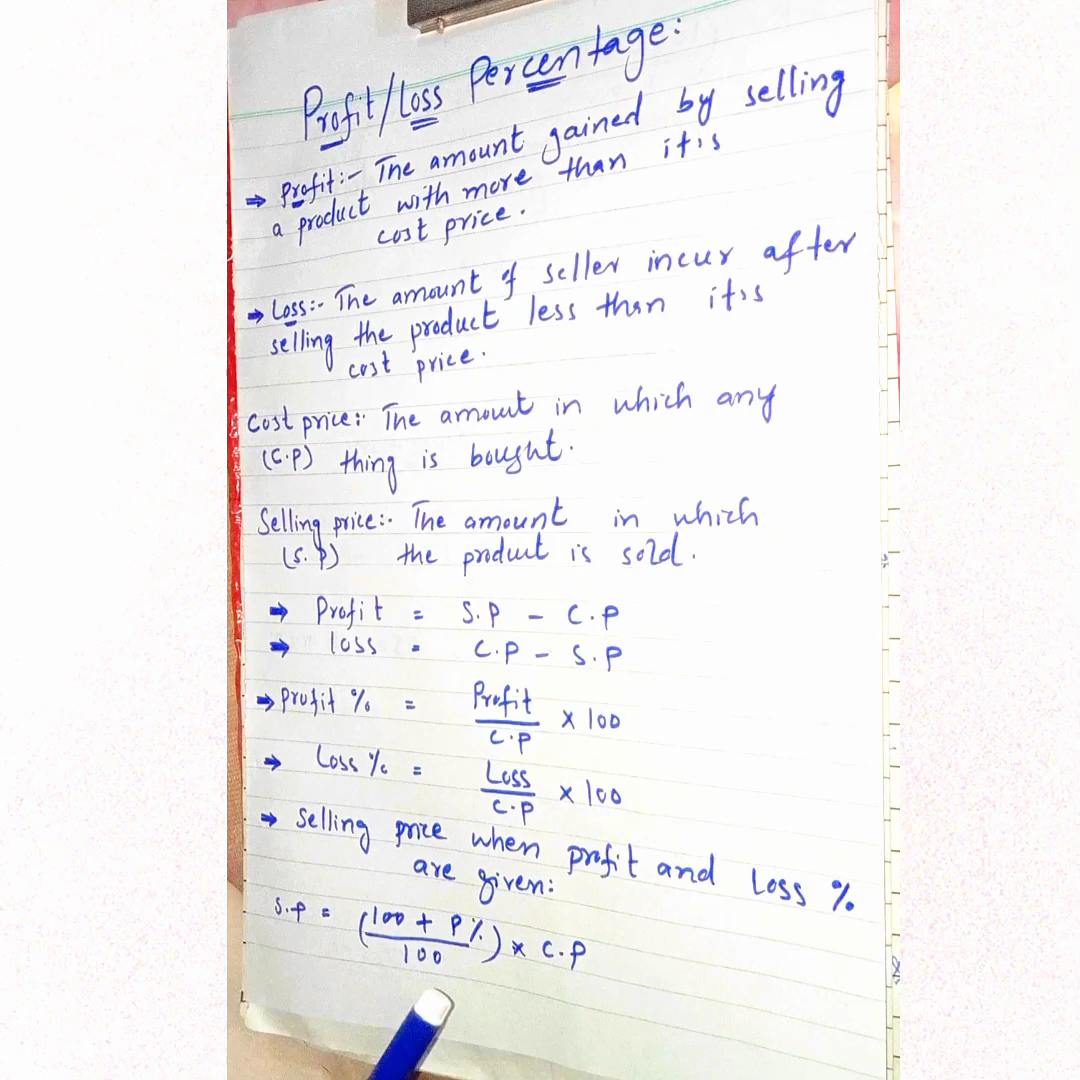 Profit/Loss Percentage:
⇒ Profit:- The amount gained by selling
a product with more than it's
cost price.
⇒ Loss:- The amount of seller incur after
selling the product less than it's
cost price.
Cost price:- The amount in which any
(C.P) thing is bought.
Selling price:- The amount in which
(S.P) the product is sold.
⇒ Profit = S.P - C.P
⇒ loss = C.P - S.P
⇒ Profit % = Profit/C.P × 100
⇒ Loss % = Loss/C.P × 100
⇒ Selling price when profit and Loss %
are given:
S.P = (100 + P%/100) × C.P